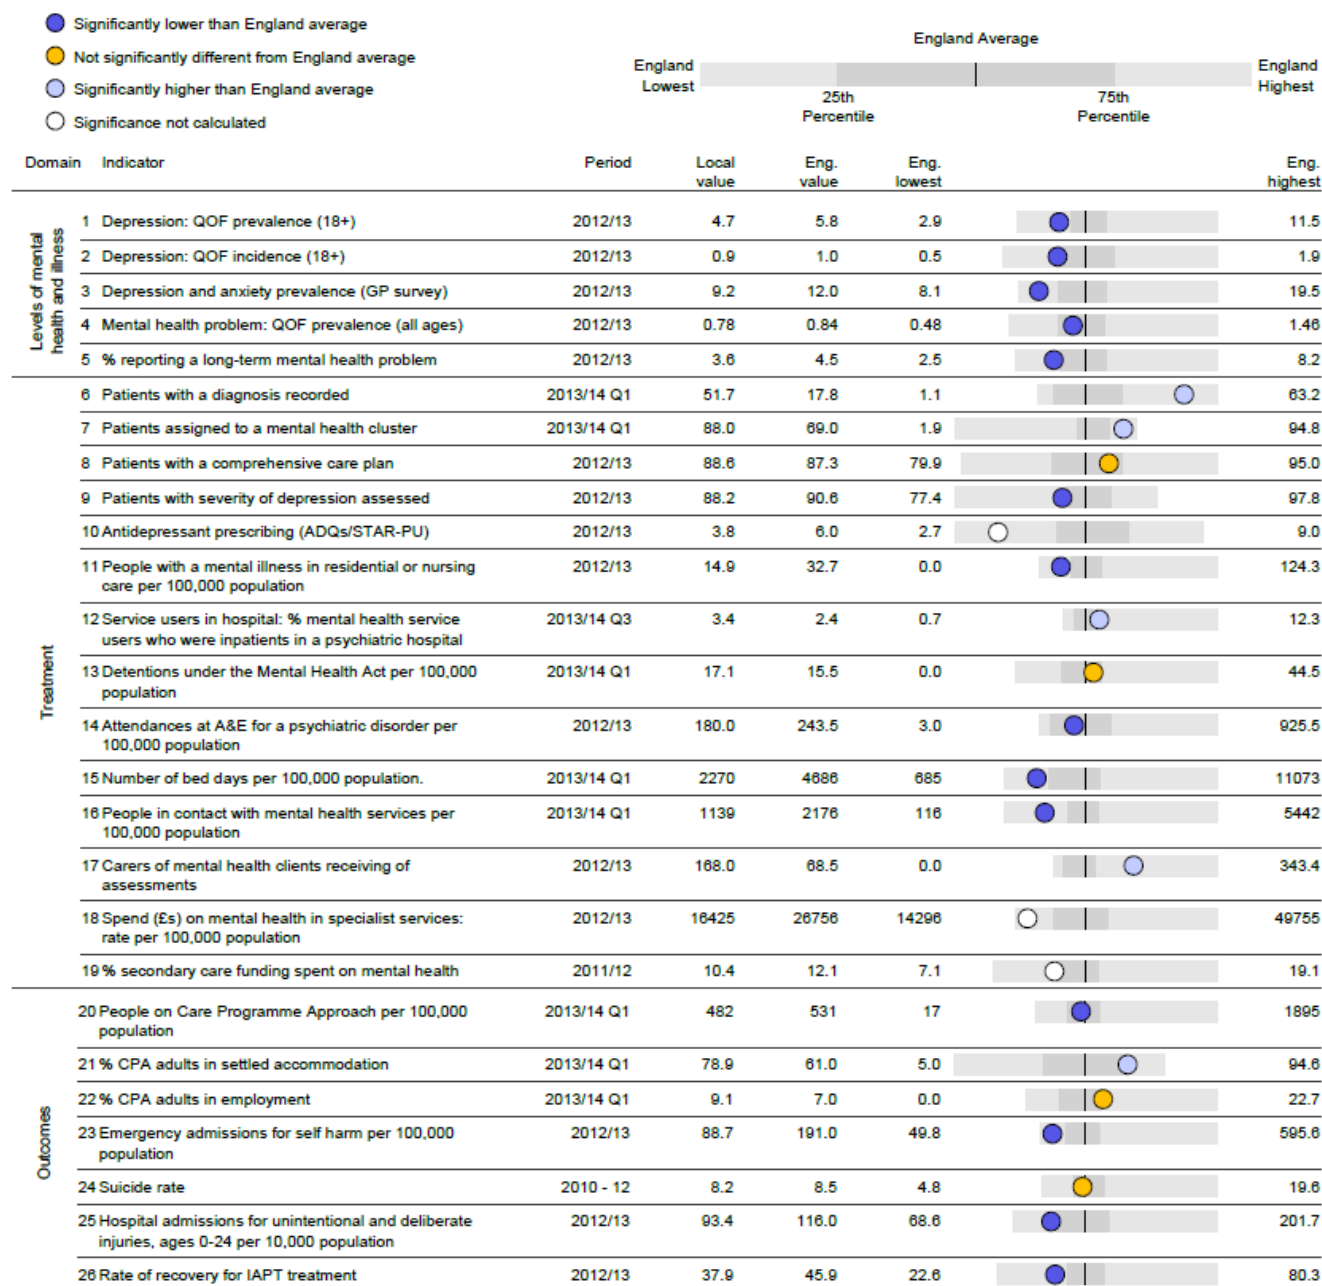 Significantly lower than England average
Not significantly different from England average
Significantly higher than England average
Significance not calculated
England Average
England Lowest
England Highest
25th Percentile
75th Percentile
Domain Indicator Period Local value Eng. value Eng. lowest Eng. highest
Levels of mental health and illness
1 Depression: QOF prevalence (18+) 2012/13 4.7 5.8 2.9 11.5
2 Depression: QOF incidence (18+) 2012/13 0.9 1.0 0.5 1.9
3 Depression and anxiety prevalence (GP survey) 2012/13 9.2 12.0 8.1 19.5
4 Mental health problem: QOF prevalence (all ages) 2012/13 0.78 0.84 0.48 1.46
5 % reporting a long-term mental health problem 2012/13 3.6 4.5 2.5 8.2
Treatment
6 Patients with a diagnosis recorded 2013/14 Q1 51.7 17.8 1.1 63.2
7 Patients assigned to a mental health cluster 2013/14 Q1 88.0 69.0 1.9 94.8
8 Patients with a comprehensive care plan 2012/13 88.6 87.3 79.9 95.0
9 Patients with severity of depression assessed 2012/13 88.2 90.6 77.4 97.8
10 Antidepressant prescribing (ADQs/STAR-PU) 2012/13 3.8 6.0 2.7 9.0
11 People with a mental illness in residential or nursing 2012/13 14.9 32.7 0.0 124.3
care per 100,000 population
12 Service users in hospital: % mental health service 2013/14 Q3 3.4 2.4 0.7 12.3
users who were inpatients in a psychiatric hospital
13 Detentions under the Mental Health Act per 100,000 2013/14 Q1 17.1 15.5 0.0 44.5
population
14 Attendances at A&E for a psychiatric disorder per 2012/13 180.0 243.5 3.0 925.5
100,000 population
15 Number of bed days per 100,000 population. 2013/14 Q1 2270 4686 685 11073
16 People in contact with mental health services per 2013/14 Q1 1139 2176 116 5442
100,000 population
17 Carers of mental health clients receiving of 2012/13 168.0 68.5 0.0 343.4
assessments
18 Spend (£s) on mental health in specialist services: 2012/13 16425 26756 14296 49755
rate per 100,000 population
19 % secondary care funding spent on mental health 2011/12 10.4 12.1 7.1 19.1
Outcomes
20 People on Care Programme Approach per 100,000 2013/14 Q1 482 531 17 1895
population
21 % CPA adults in settled accommodation 2013/14 Q1 78.9 61.0 5.0 94.6
22 % CPA adults in employment 2013/14 Q1 9.1 7.0 0.0 22.7
23 Emergency admissions for self harm per 100,000 2012/13 88.7 191.0 49.8 595.6
population
24 Suicide rate 2010 - 12 8.2 8.5 4.8 19.6
25 Hospital admissions for unintentional and deliberate 2012/13 93.4 116.0 68.6 201.7
injuries, ages 0-24 per 10,000 population
26 Rate of recovery for IAPT treatment 2012/13 37.9 45.9 22.6 80.3